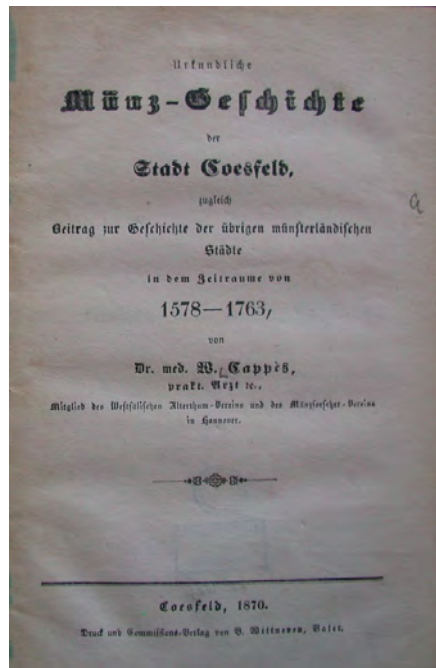 Urkundliche
Münz-Geschichte
der
Stadt Coesfeld,
zugleich
Beitrag zur Geschichte der übrigen münsterländischen
Städte
in dem Zeitraume von
1578—1763,
von
Dr. med. W. Cappès,
prakt. Arzt ꝛc.,
Mitglied des Westfälischen Alterthum-Vereins und des Münzforscher-Vereins
in Hannover.
Coesfeld, 1870.
Druck und Commissions-Verlag von B. Wittneven, Vater.